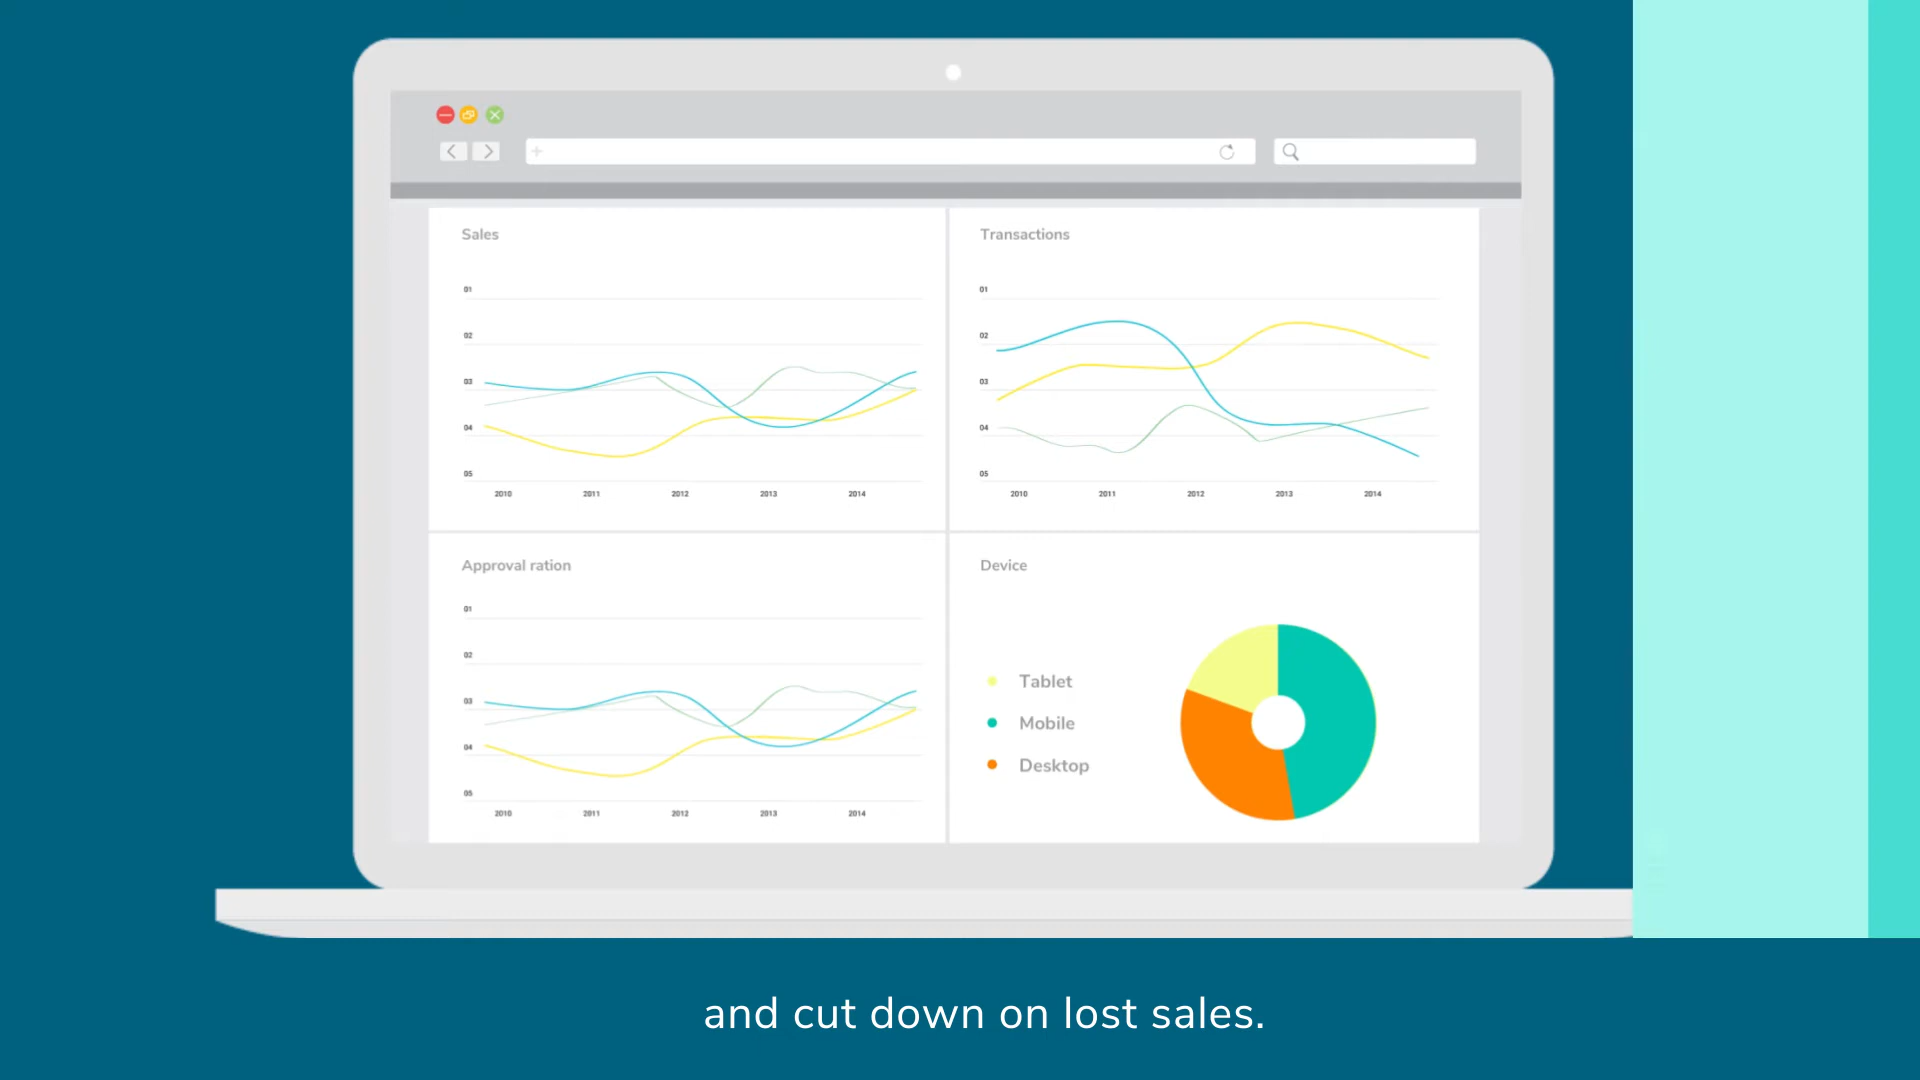 Sales
01
02
03
04
05
2010 2011 2012 2013 2014
Transactions
01
02
03
04
05
2010 2011 2012 2013 2014
Approval ration
01
02
03
04
05
2010 2011 2012 2013 2014
Device
Tablet
Mobile
Desktop
and cut down on lost sales.